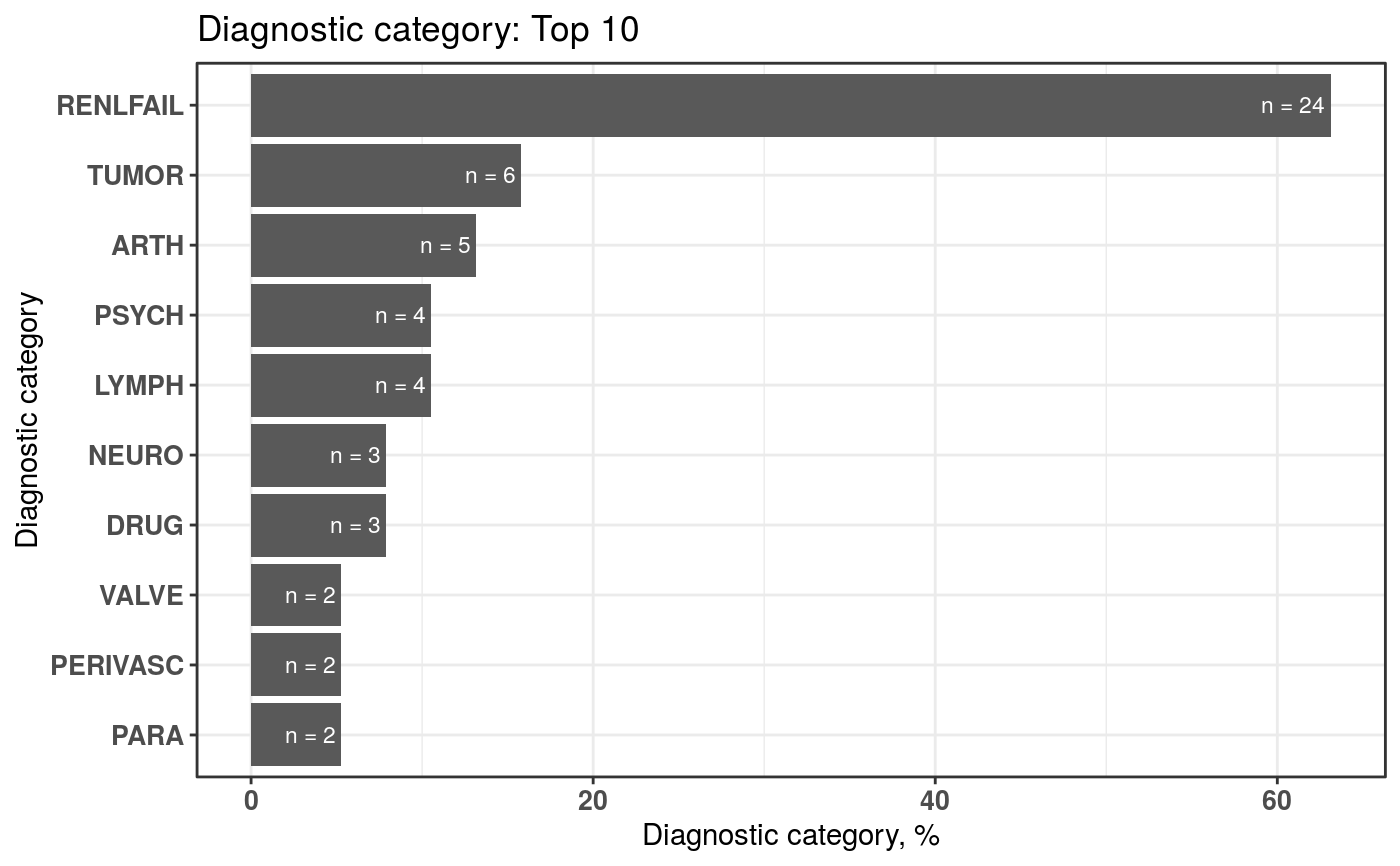 Diagnostic category: Top 10
Diagnostic category
RENLFAIL n = 24
TUMOR n = 6
ARTH n = 5
PSYCH n = 4
LYMPH n = 4
NEURO n = 3
DRUG n = 3
VALVE n = 2
PERIVASC n = 2
PARA n = 2
0 20 40 60
Diagnostic category, %